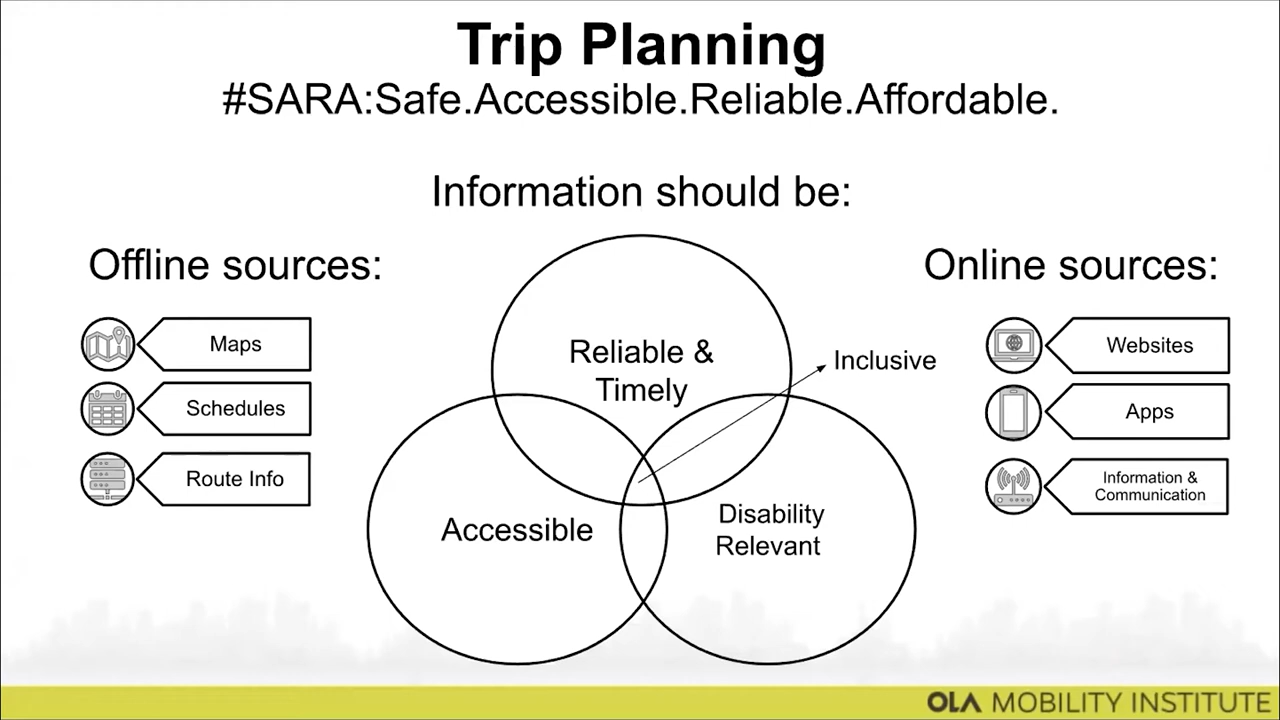 Trip Planning
#SARA:Safe.Accessible.Reliable.Affordable.
Information should be:
Offline sources:
Maps
Schedules
Route Info
Reliable &
Timely
Accessible
Disability
Relevant
Inclusive
Online sources:
Websites
Apps
Information &
Communication
OLA MOBILITY INSTITUTE